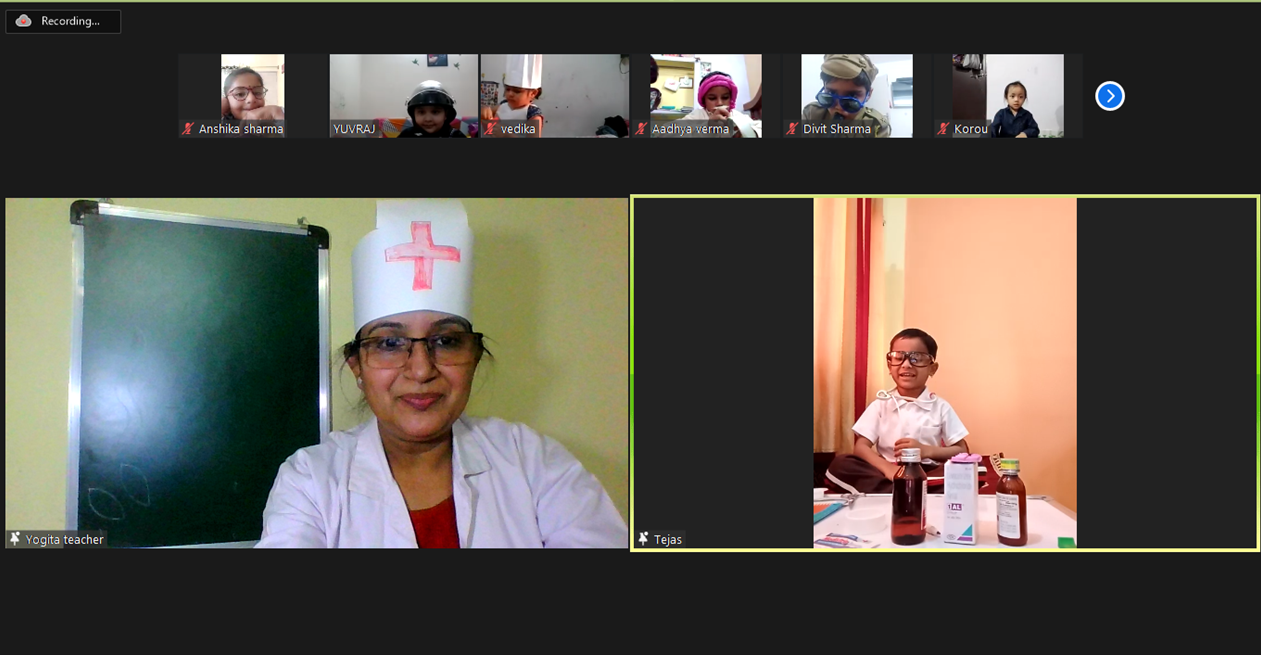 Recording...
Anshika sharma
YUVRAJ
vedika
Aadhya verma
Divit Sharma
Korou
Yogita teacher
Tejas